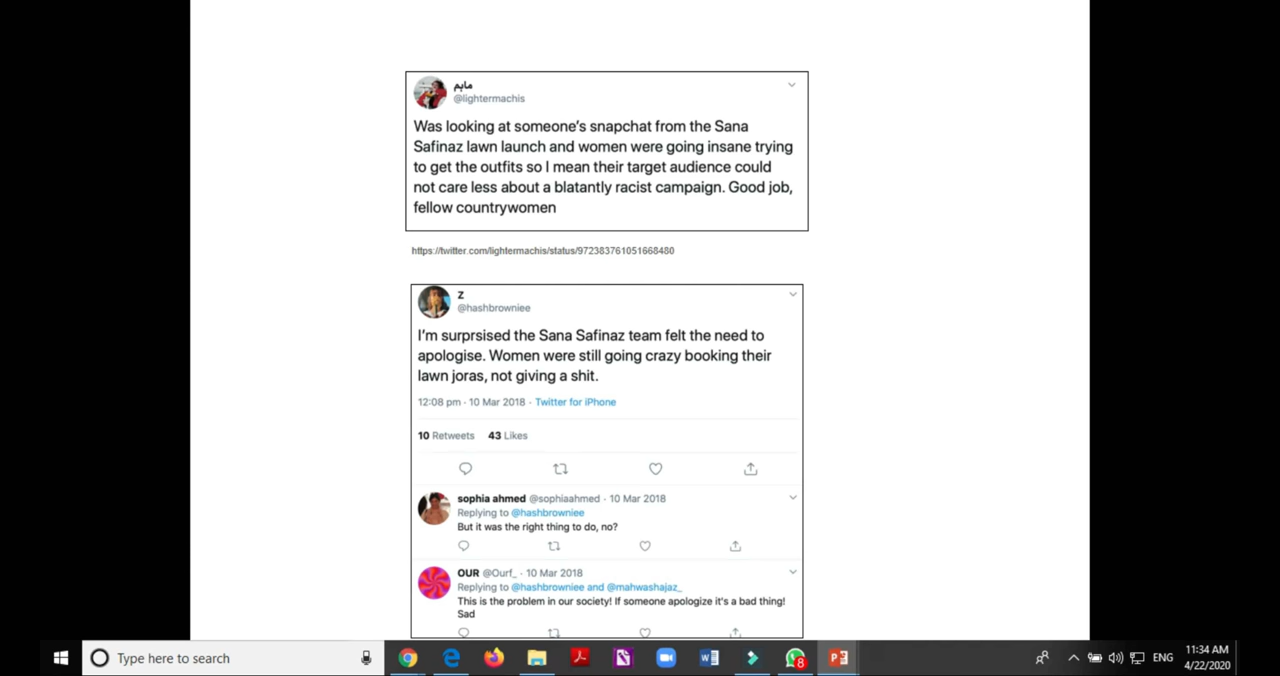 ماہم
@lightermachis
Was looking at someone's snapchat from the Sana
Safinaz lawn launch and women were going insane trying
to get the outfits so I mean their target audience could
not care less about a blatantly racist campaign. Good job,
fellow countrywomen
https://twitter.com/lightermachis/status/972383761051668480
Z
@hashbrowniee
I'm surprsised the Sana Safinaz team felt the need to
apologise. Women were still going crazy booking their
lawn joras, not giving a shit.
12:08 pm · 10 Mar 2018 · Twitter for iPhone
10 Retweets 43 Likes
sophia ahmed @sophiaahmed · 10 Mar 2018
Replying to @hashbrowniee
But it was the right thing to do, no?
OUR @Ourf_ · 10 Mar 2018
Replying to @hashbrowniee and @mahwashajaz_
This is the problem in our society! If someone apologize it's a bad thing!
Sad
Type here to search
8
ENG
11:34 AM
4/22/2020